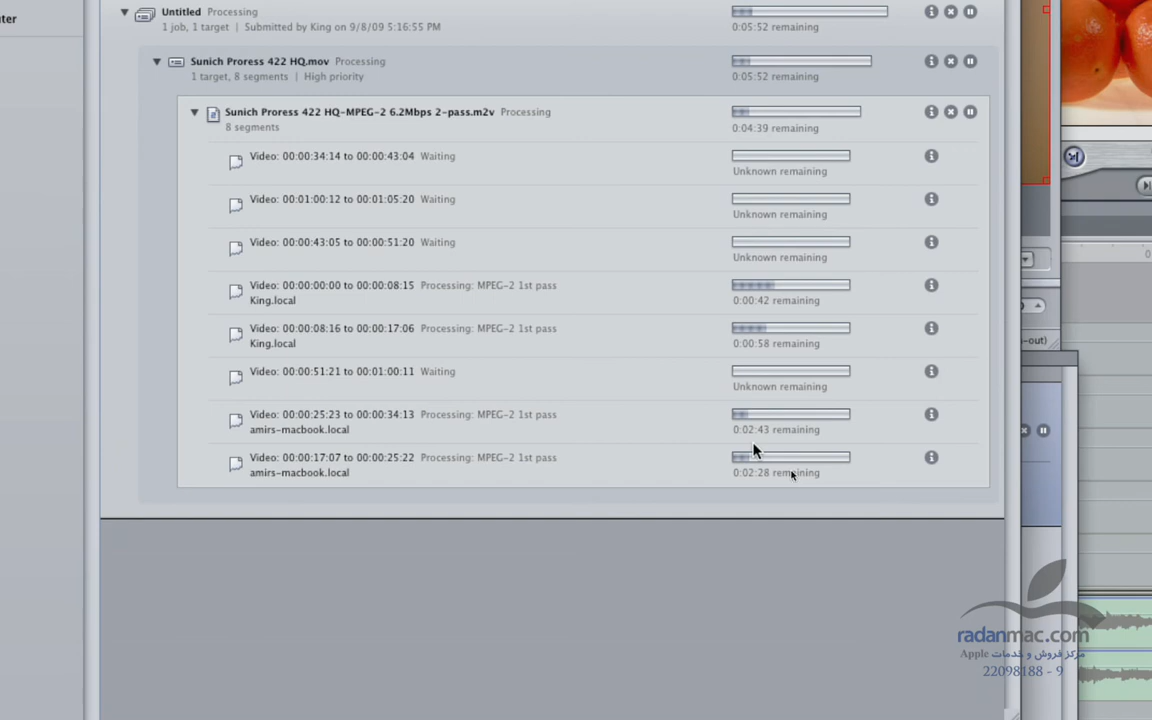 ter
Untitled Processing
0:05:52 remaining
1 job, 1 target | Submitted by King on 9/8/09 5:16:55 PM
Sunich Proress 422 HQ.mov Processing
1 target, 8 segments | High priority
0:05:52 remaining
Sunich Proress 422 HQ-MPEG-2 6.2Mbps 2-pass.m2v Processing
8 segments
0:04:39 remaining
Video: 00:00:34:14 to 00:00:43:04 Waiting
Unknown remaining
Video: 00:01:00:12 to 00:01:05:20 Waiting
Unknown remaining
Video: 00:00:43:05 to 00:00:51:20 Waiting
Unknown remaining
Video: 00:00:00:00 to 00:00:08:15 Processing: MPEG-2 1st pass
King.local
0:00:42 remaining
Video: 00:00:08:16 to 00:00:17:06 Processing: MPEG-2 1st pass
King.local
0:00:58 remaining
Video: 00:00:51:21 to 00:01:00:11 Waiting
Unknown remaining
Video: 00:00:25:23 to 00:00:34:13 Processing: MPEG-2 1st pass
amirs-macbook.local
0:02:43 remaining
Video: 00:00:17:07 to 00:00:25:22 Processing: MPEG-2 1st pass
amirs-macbook.local
0:02:28 remaining
-out)
radanmac.com
مرکز فروش و خدمات Apple
22098188 - 9